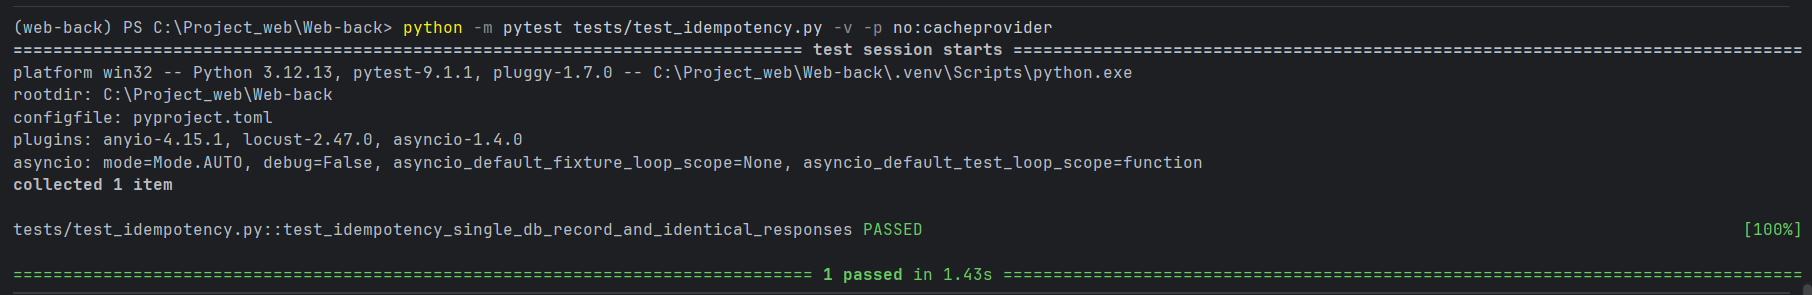 (web-back) PS C:\Project_web\Web-back> python -m pytest tests/test_idempotency.py -v -p no:cacheprovider
=============================================================================== test session starts ===============================================================================
platform win32 -- Python 3.12.13, pytest-9.1.1, pluggy-1.7.0 -- C:\Project_web\Web-back\.venv\Scripts\python.exe
rootdir: C:\Project_web\Web-back
configfile: pyproject.toml
plugins: anyio-4.15.1, locust-2.47.0, asyncio-1.4.0
asyncio: mode=Mode.AUTO, debug=False, asyncio_default_fixture_loop_scope=None, asyncio_default_test_loop_scope=function
collected 1 item
tests/test_idempotency.py::test_idempotency_single_db_record_and_identical_responses PASSED [100%]
================================================================================ 1 passed in 1.43s ================================================================================